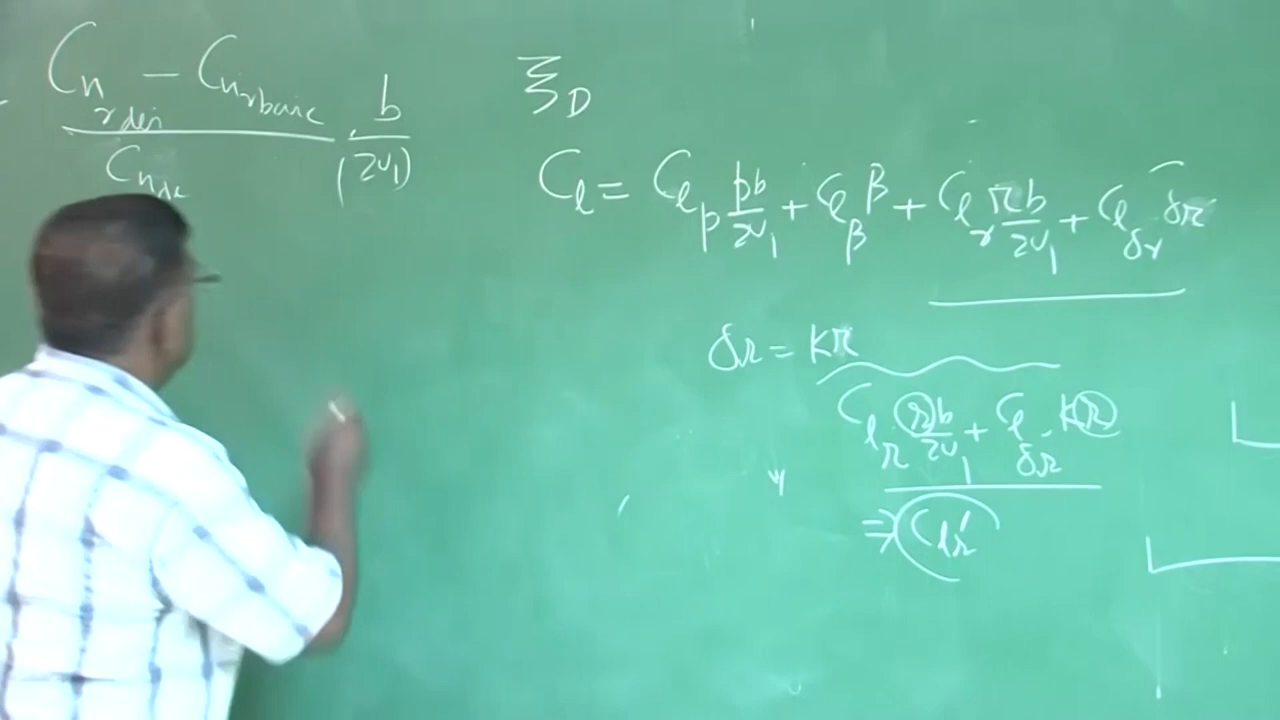 C_{n_{r des}} - C_{n_{r basic}} / C_{n_{δr}} · b / (2U_1)
ξ_D
C_l = C_{l_p} pb/2U_1 + C_{l_β} β + C_{l_r} rb/2U_1 + C_{l_{δr}} δr
δr = Kr
C_{l_r} rb/2U_1 + C_{l_{δr}} · Kr
⇒ C_{lr}'